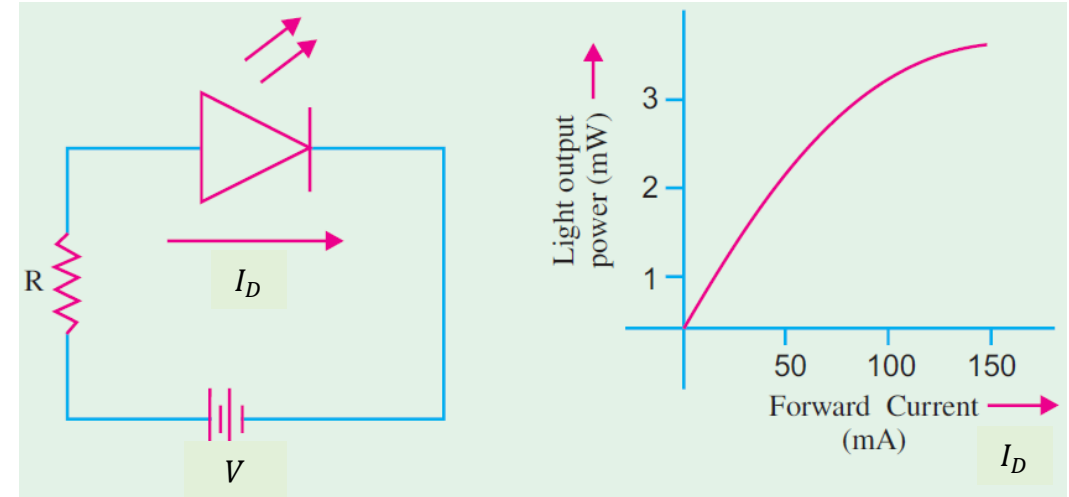 R
I_D
V
Light output
power (mW)
3
2
1
50 100 150
Forward Current
(mA)
I_D